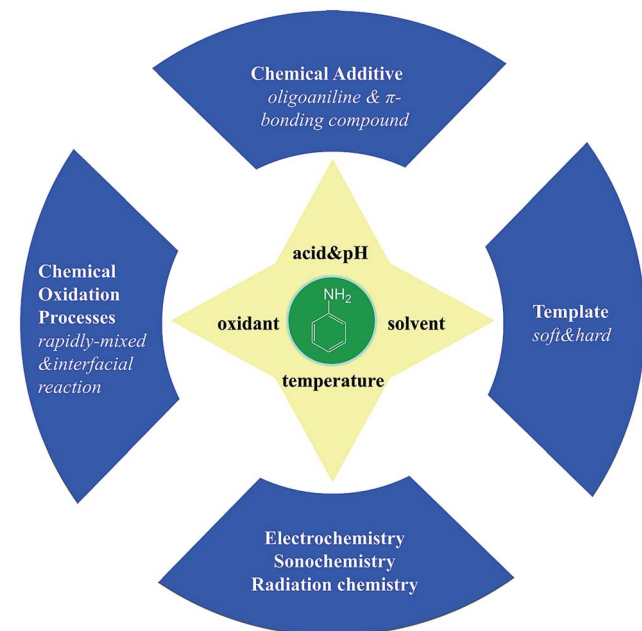 Chemical Additive
oligoaniline & π-
bonding compound
Chemical
Oxidation
Processes
rapidly-mixed
&interfacial
reaction
acid&pH
NH₂
oxidant
solvent
temperature
Template
soft&hard
Electrochemistry
Sonochemistry
Radiation chemistry